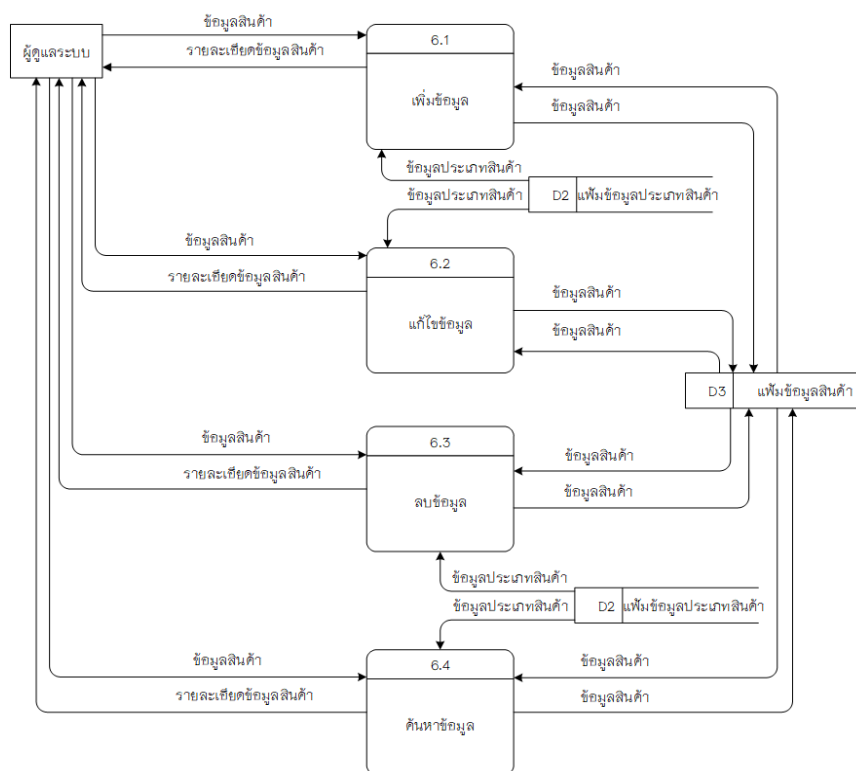 ข้อมูลสินค้า
ผู้ดูแลระบบ
รายละเอียดข้อมูลสินค้า
6.1
เพิ่มข้อมูล
ข้อมูลสินค้า
ข้อมูลสินค้า
ข้อมูลประเภทสินค้า
ข้อมูลประเภทสินค้า
D2 แฟ้มข้อมูลประเภทสินค้า
ข้อมูลสินค้า
รายละเอียดข้อมูลสินค้า
6.2
แก้ไขข้อมูล
ข้อมูลสินค้า
ข้อมูลสินค้า
D3 แฟ้มข้อมูลสินค้า
ข้อมูลสินค้า
รายละเอียดข้อมูลสินค้า
6.3
ลบข้อมูล
ข้อมูลสินค้า
ข้อมูลสินค้า
ข้อมูลประเภทสินค้า
ข้อมูลประเภทสินค้า
D2 แฟ้มข้อมูลประเภทสินค้า
ข้อมูลสินค้า
รายละเอียดข้อมูลสินค้า
6.4
ค้นหาข้อมูล
ข้อมูลสินค้า
ข้อมูลสินค้า